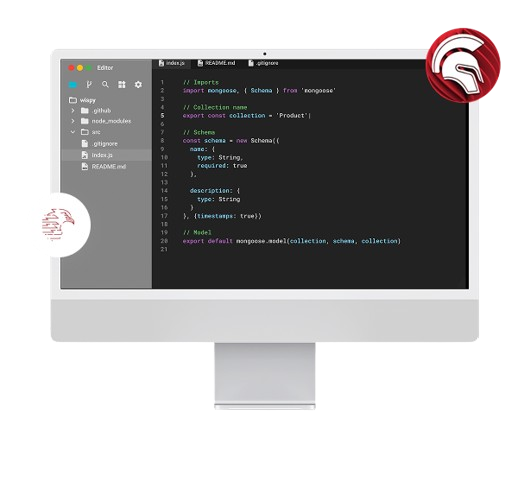 Editor
index.js README.md .gitignore
wispy
.github
node_modules
src
.gitignore
index.js
README.md
1 // Imports
2 import mongoose, { Schema } from 'mongoose'
3
4 // Collection name
5 export const collection = 'Product'
6
7 // Schema
8 const schema = new Schema({
9 name: {
10 type: String,
11 required: true
12 },
13
14 description: {
15 type: String
16 }
17 }, {timestamps: true})
18
19 // Model
20 export default mongoose.model(collection, schema, collection)
21